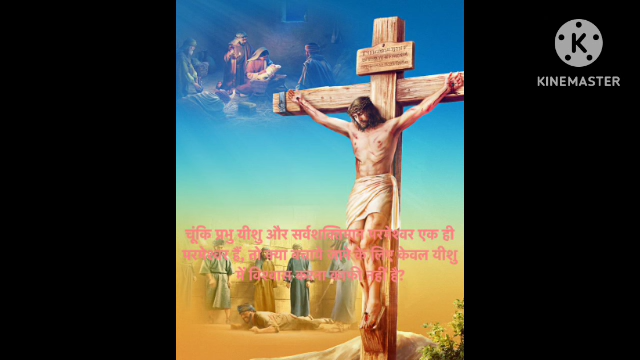 KINEMASTER
चूंकि प्रभु यीशु और सर्वशक्तिमान परमेश्वर एक ही
परमेश्वर हैं, तो क्या के लिए केवल यीशु
में विश्वास करना काफी नहीं है?